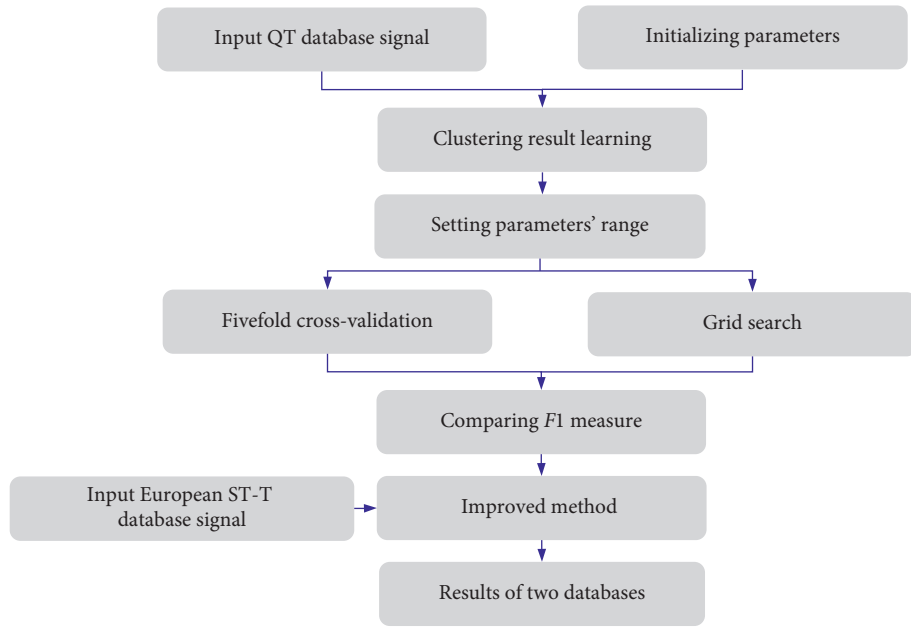 Input QT database signal
Initializing parameters
Clustering result learning
Setting parameters’ range
Fivefold cross-validation
Grid search
Comparing F1 measure
Input European ST-T
database signal
Improved method
Results of two databases